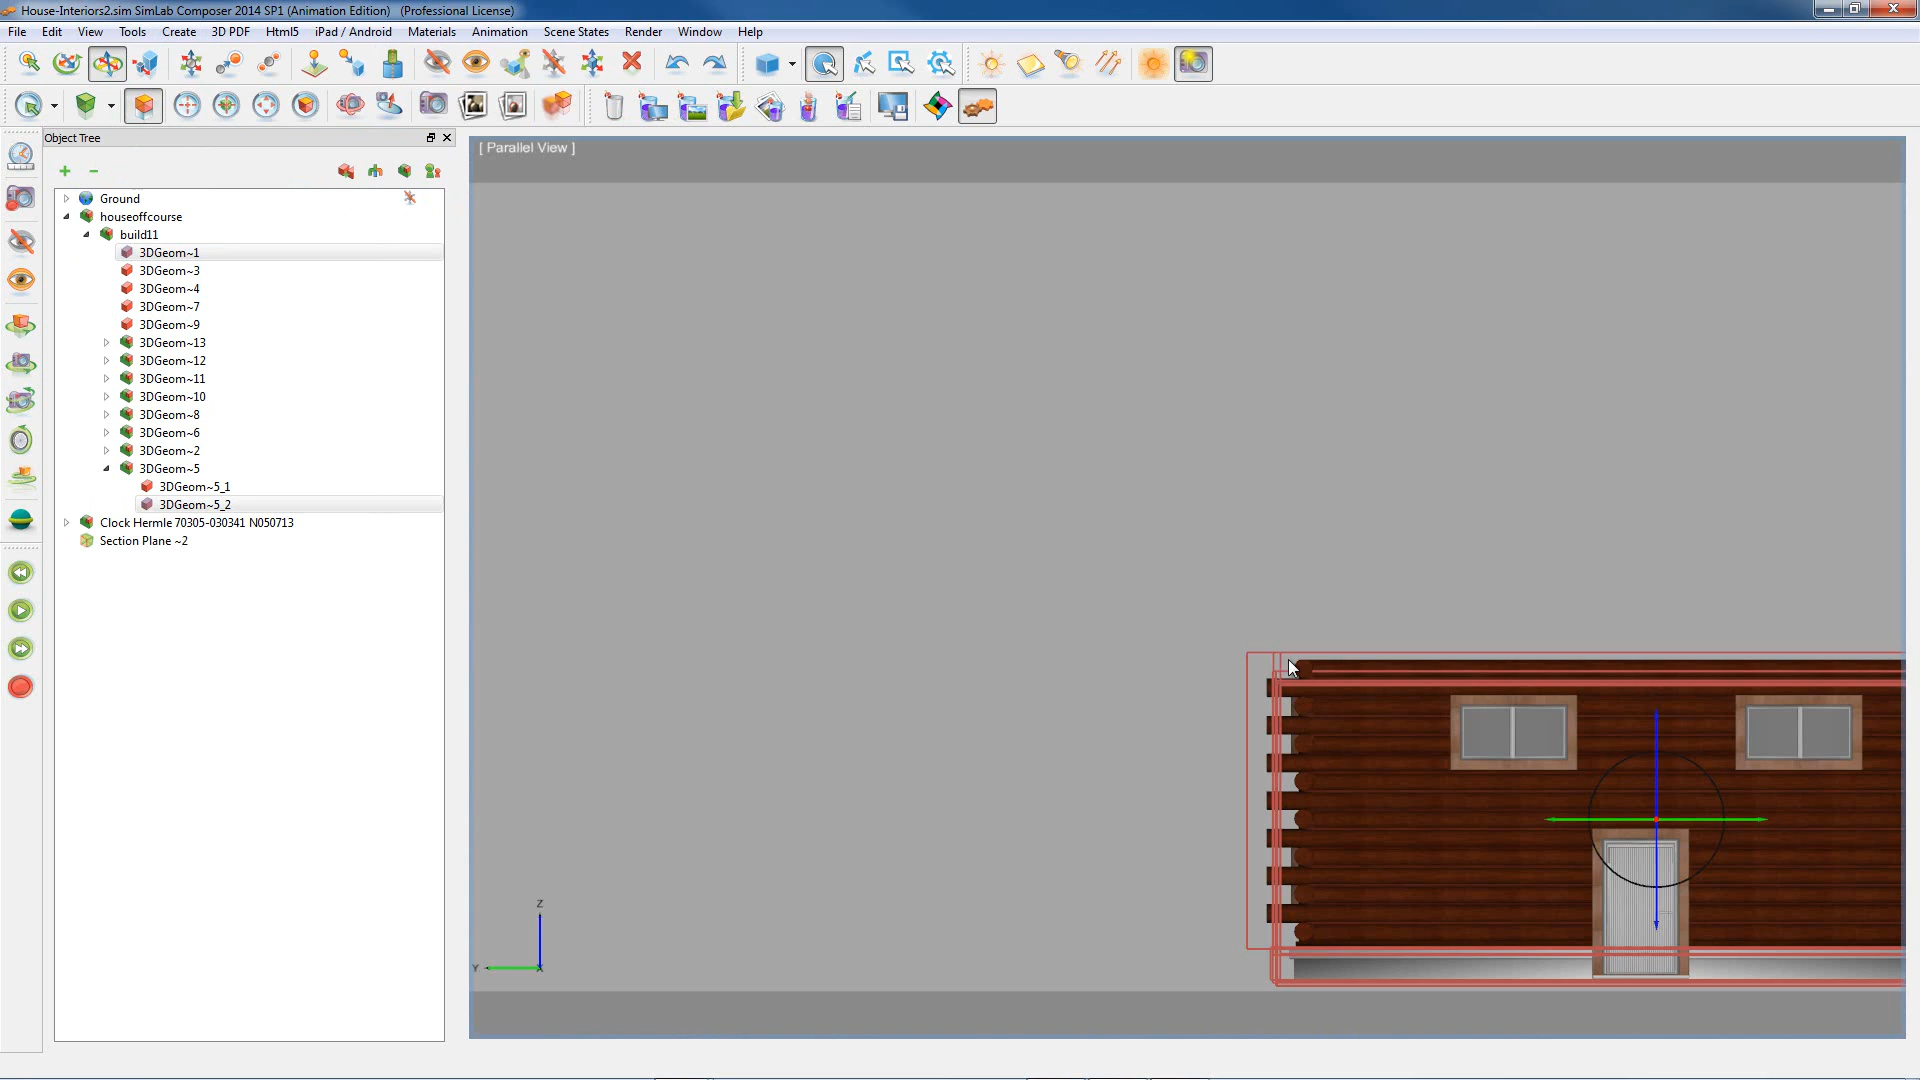 House-Interiors2.sim SimLab Composer 2014 SP1 (Animation Edition) (Professional License)
File Edit View Tools Create 3D PDF Html5 iPad / Android Materials Animation Scene States Render Window Help
Object Tree
[ Parallel View ]
Ground
houseoffcourse
build11
3DGeom~1
3DGeom~3
3DGeom~4
3DGeom~7
3DGeom~9
3DGeom~13
3DGeom~12
3DGeom~11
3DGeom~10
3DGeom~8
3DGeom~6
3DGeom~2
3DGeom~5
3DGeom~5_1
3DGeom~5_2
Clock Hermle 70305-030341 N050713
Section Plane ~2
Z
Y X